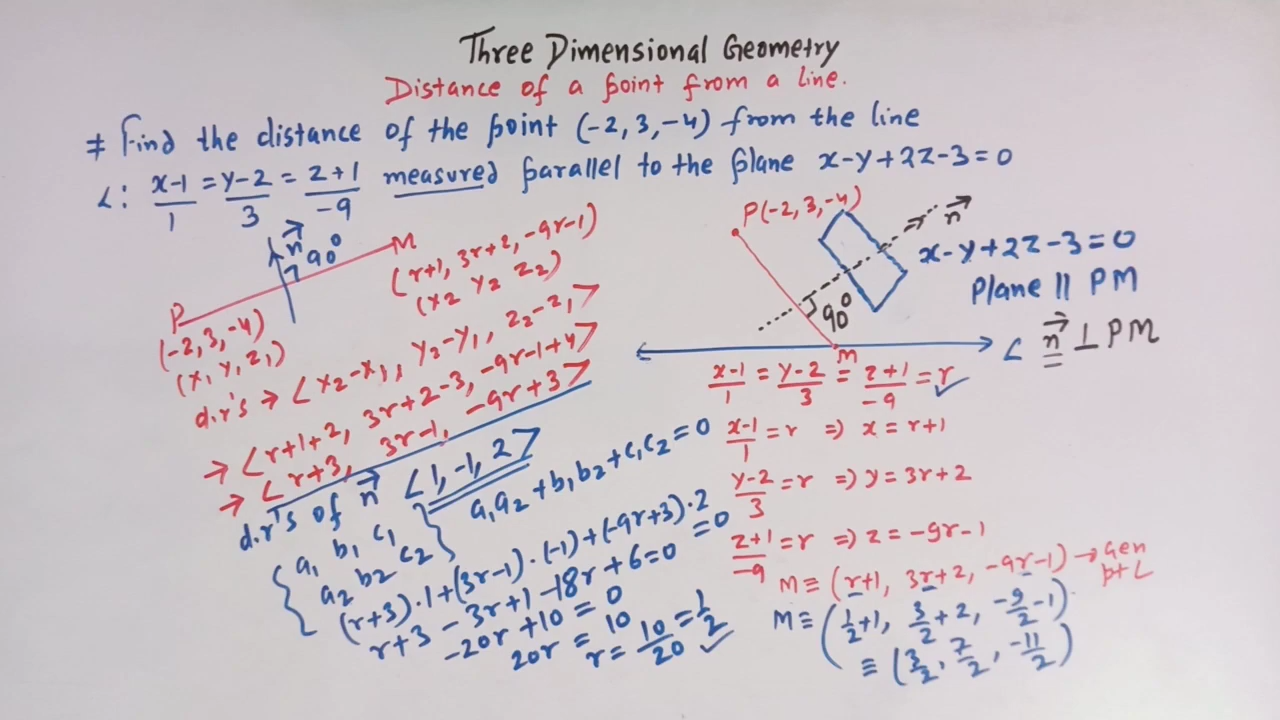 Three Dimensional Geometry
Distance of a point from a line.
≠ Find the distance of the point (-2, 3, -4) from the line
L: x-1/1 = y-2/3 = z+1/-9 measured parallel to the plane x-y+2z-3=0
n→
90°
M
(r+1, 3r+2, -9r-1)
(x2 y2 z2)
P
(-2, 3, -4)
(x1 y1 z1)
d.r's → <x2-x1, y2-y1, z2-z1>
→ <r+1+2, 3r+2-3, -9r-1+4>
→ <r+3, 3r-1, -9r+3>
d.r's of n→ <1, -1, 2>
a1 b1 c1
a2 b2 c2
a1a2 + b1b2 + c1c2 = 0
(r+3).1 + (3r-1).(-1) + (-9r+3).2 = 0
r+3 - 3r+1 - 18r + 6 = 0
-20r + 10 = 0
20r = 10
r = 10/20 = 1/2 ✓
P(-2, 3, -4)
n→
x-y+2z-3=0
Plane || PM
90°
L n→ ⊥ PM
M
x-1/1 = y-2/3 = z+1/-9 = r ✓
x-1/1 = r => x = r+1
y-2/3 = r => y = 3r+2
z+1/-9 = r => z = -9r-1
M ≡ (r+1, 3r+2, -9r-1) → Gen pt L
M ≡ (1/2+1, 3/2+2, -9/2-1)
≡ (3/2, 7/2, -11/2)